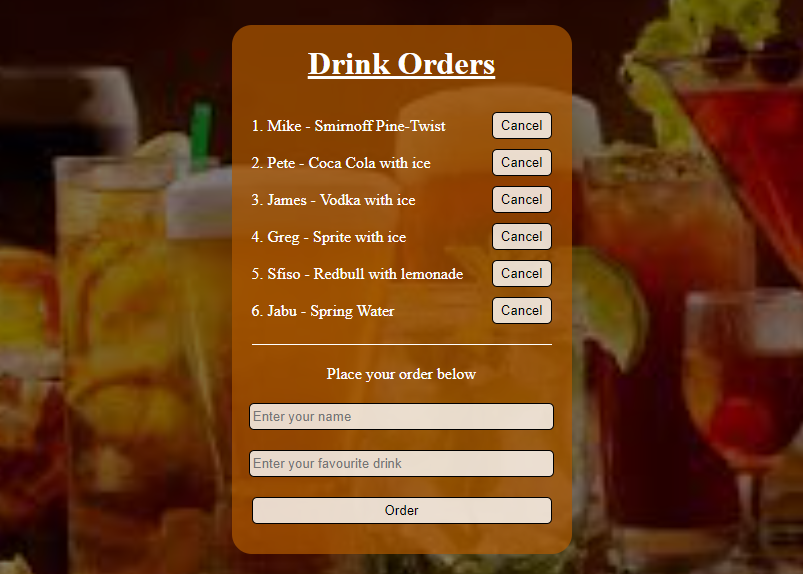 Drink Orders
1. Mike - Smirnoff Pine-Twist Cancel
2. Pete - Coca Cola with ice Cancel
3. James - Vodka with ice Cancel
4. Greg - Sprite with ice Cancel
5. Sfiso - Redbull with lemonade Cancel
6. Jabu - Spring Water Cancel
Place your order below
Enter your name
Enter your favourite drink
Order